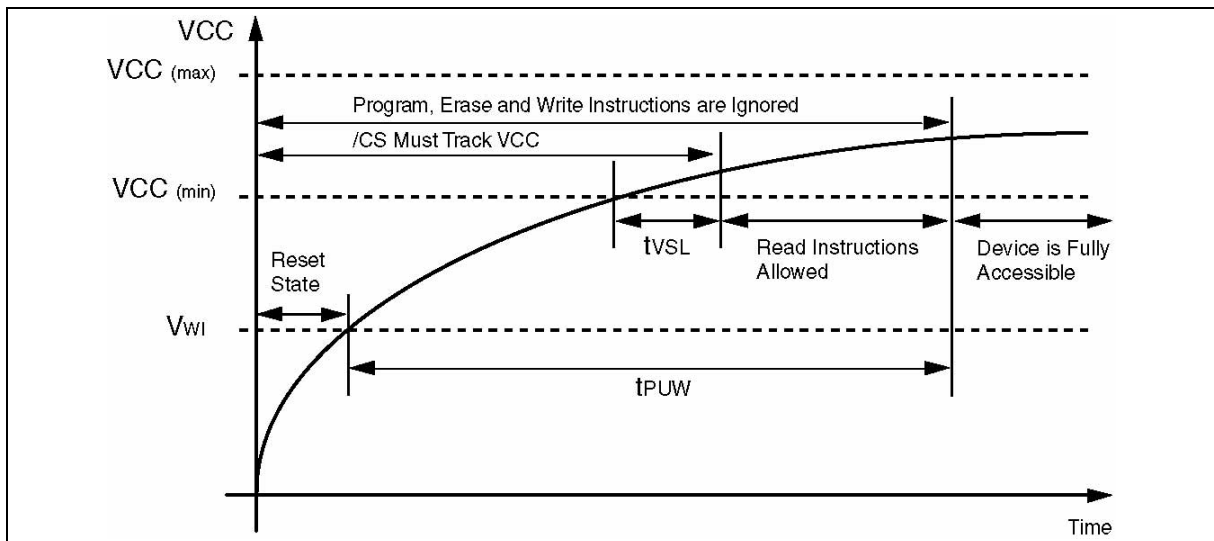 VCC
VCC (max)
Program, Erase and Write Instructions are Ignored
/CS Must Track VCC
VCC (min)
tVSL
Read Instructions
Allowed
Device is Fully
Accessible
Reset
State
VWI
tPUW
Time